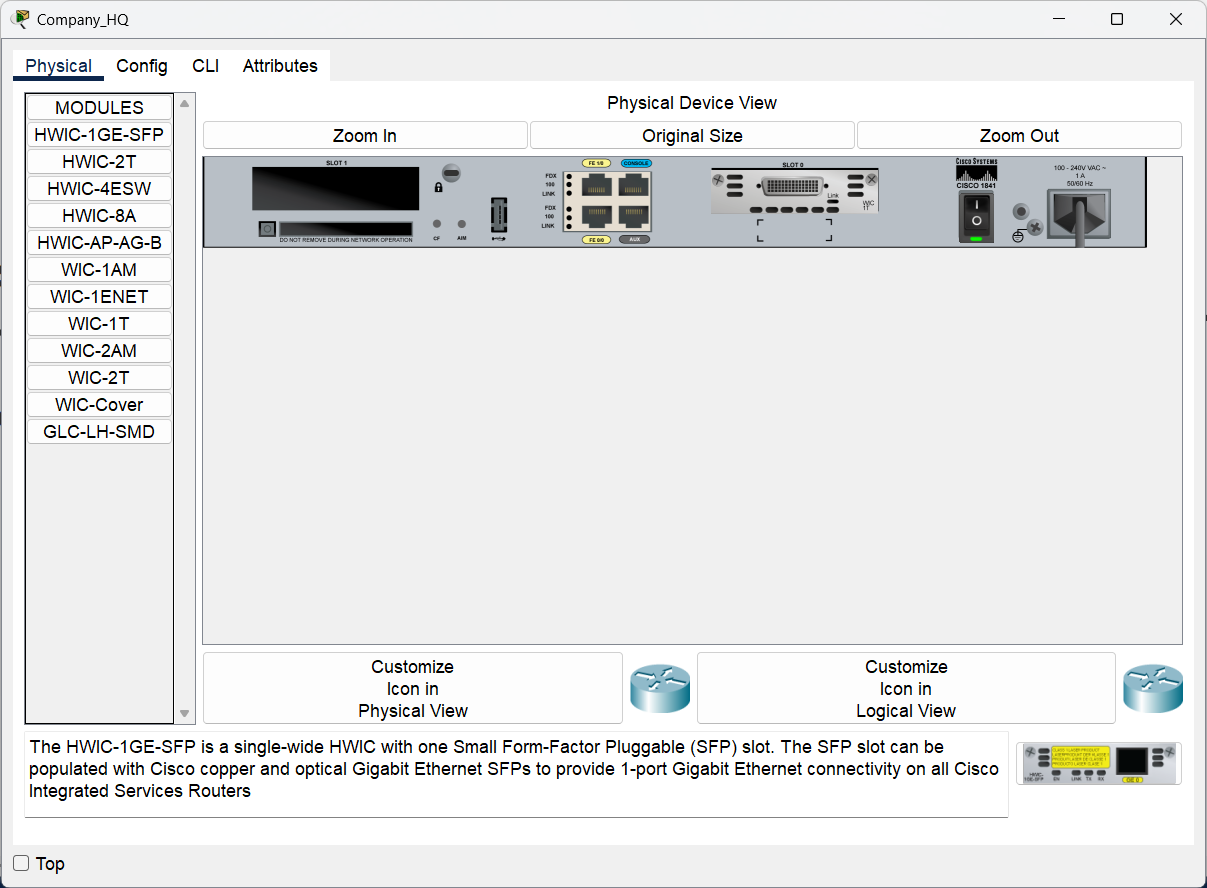 Company_HQ
Physical
Config
CLI
Attributes
MODULES
HWIC-1GE-SFP
HWIC-2T
HWIC-4ESW
HWIC-8A
HWIC-AP-AG-B
WIC-1AM
WIC-1ENET
WIC-1T
WIC-2AM
WIC-2T
WIC-Cover
GLC-LH-SMD
Physical Device View
Zoom In
Original Size
Zoom Out
SLOT 1
DO NOT REMOVE DURING NETWORK OPERATION
CF
AIM
FE 1/0
CONSOLE
FDX
100
LINK
FDX
100
LINK
FE 0/0
AUX
SLOT 0
Link
WIC
1T
CISCO SYSTEMS
CISCO 1841
100 - 240V VAC ~
1 A
50/60 Hz
Customize
Icon in
Physical View
Customize
Icon in
Logical View
The HWIC-1GE-SFP is a single-wide HWIC with one Small Form-Factor Pluggable (SFP) slot. The SFP slot can be
populated with Cisco copper and optical Gigabit Ethernet SFPs to provide 1-port Gigabit Ethernet connectivity on all Cisco
Integrated Services Routers
HWIC-
1GE-SFP
EN
LINK
TX
RX
GE 0
Top